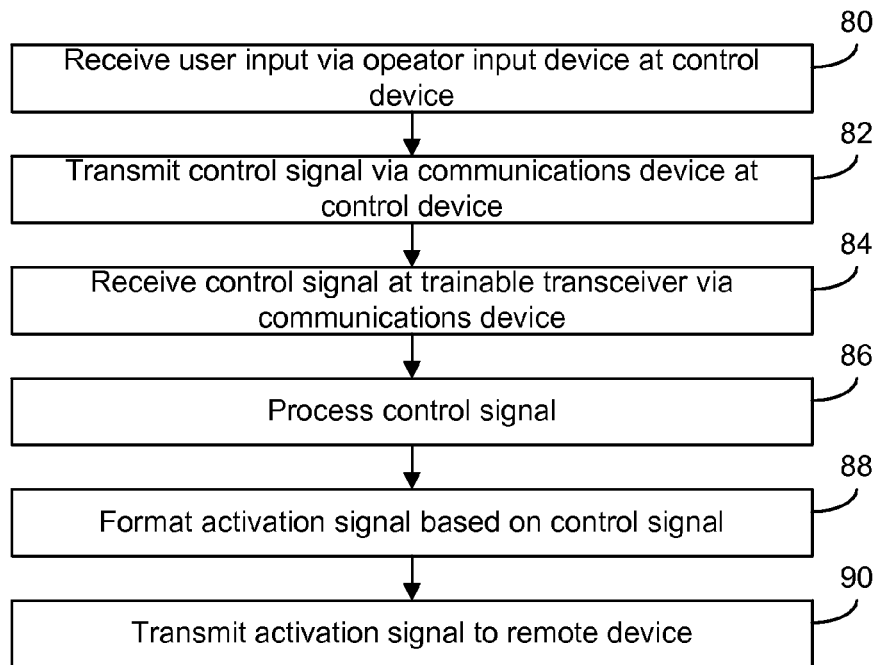 80
Receive user input via opeator input device at control
device
82
Transmit control signal via communications device at
control device
84
Receive control signal at trainable transceiver via
communications device
86
Process control signal
88
Format activation signal based on control signal
90
Transmit activation signal to remote device